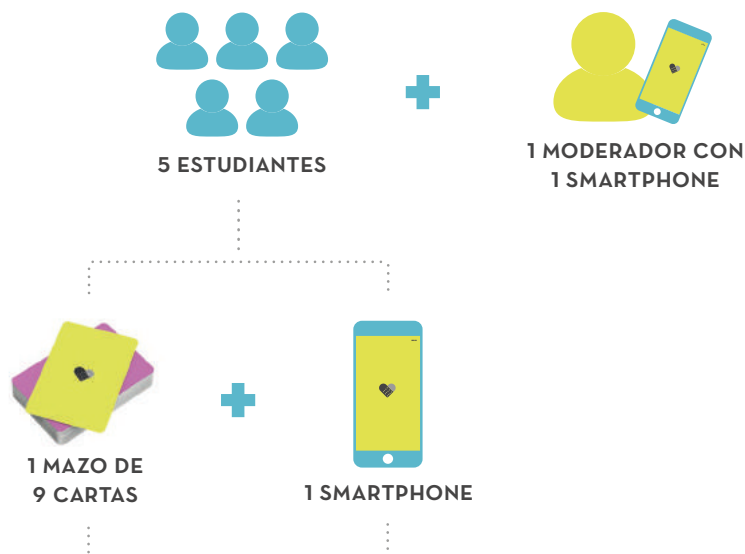 5 ESTUDIANTES
1 MODERADOR CON
1 SMARTPHONE
1 MAZO DE
9 CARTAS
1 SMARTPHONE